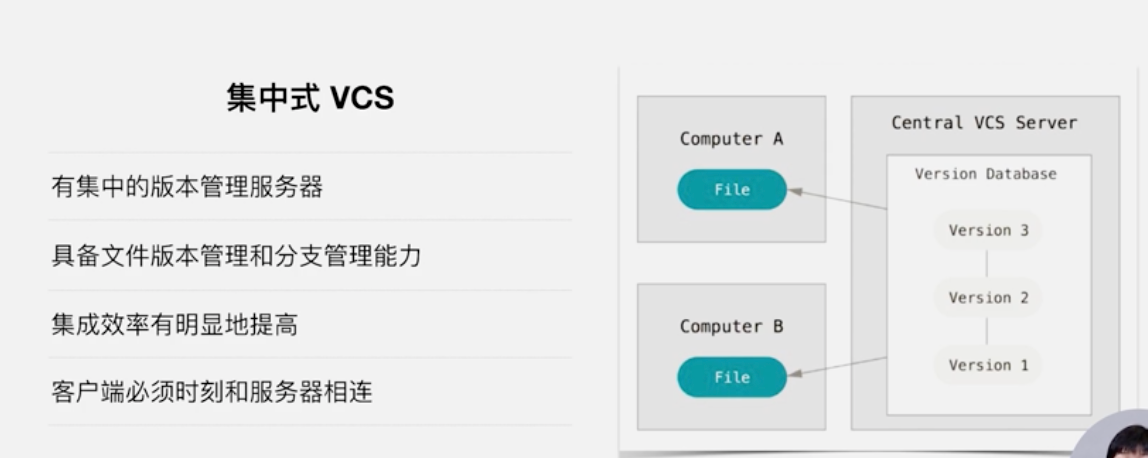 集中式 VCS
有集中的版本管理服务器
具备文件版本管理和分支管理能力
集成效率有明显地提高
客户端必须时刻和服务器相连
Computer A
File
Computer B
File
Central VCS Server
Version Database
Version 3
Version 2
Version 1